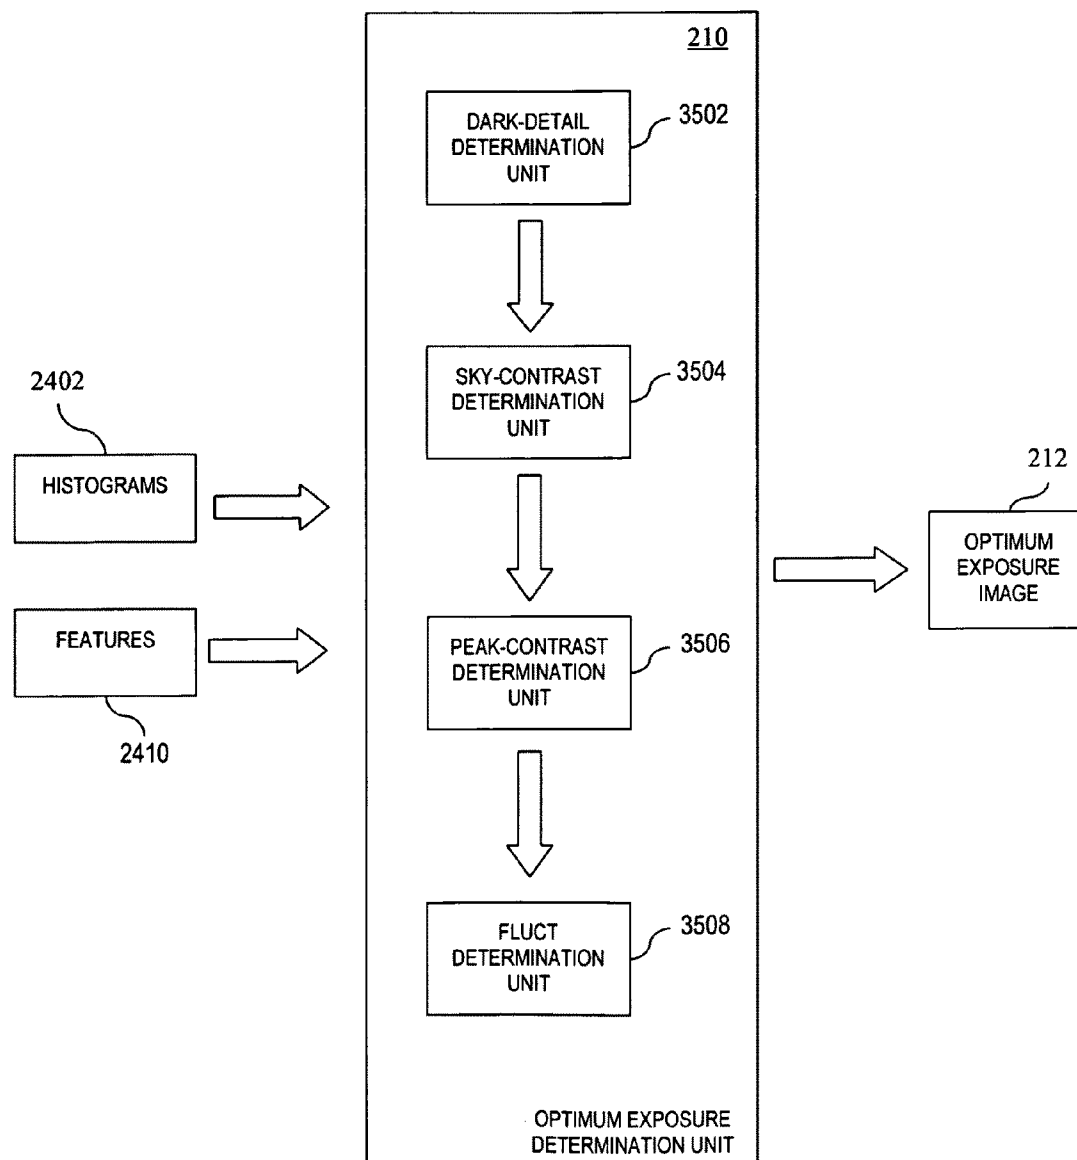 210
DARK-DETAIL
DETERMINATION
UNIT
3502
SKY-CONTRAST
DETERMINATION
UNIT
3504
2402
HISTOGRAMS
212
OPTIMUM
EXPOSURE
IMAGE
FEATURES
2410
PEAK-CONTRAST
DETERMINATION
UNIT
3506
FLUCT
DETERMINATION
UNIT
3508
OPTIMUM EXPOSURE
DETERMINATION UNIT